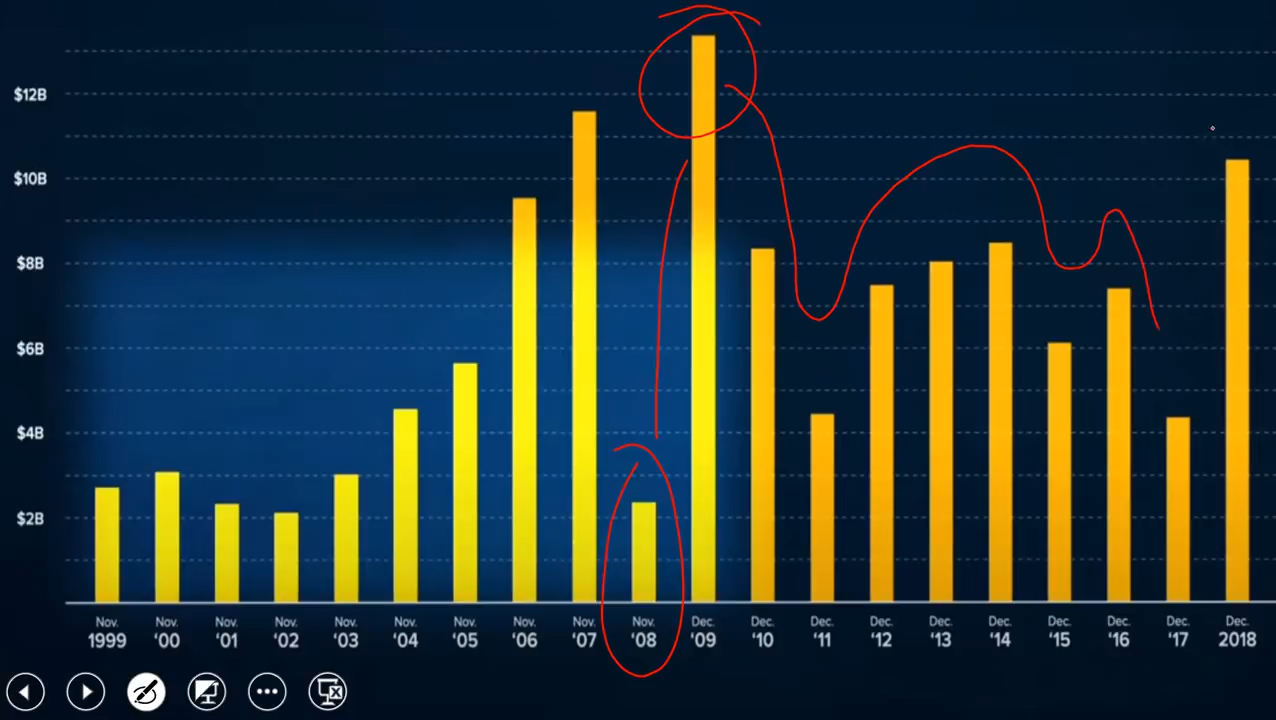 $12B
$10B
$8B
$6B
$4B
$2B
Nov. Nov. Nov. Nov. Nov. Nov. Nov. Nov. Nov. Nov. Dec. Dec. Dec. Dec. Dec. Dec. Dec. Dec. Dec. Dec.
1999 '00 '01 '02 '03 '04 '05 '06 '07 '08 '09 '10 '11 '12 '13 '14 '15 '16 '17 2018